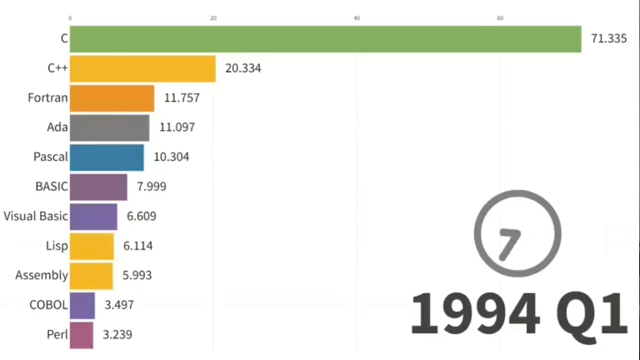 0 20 40 60
C 71.335
C++ 20.334
Fortran 11.757
Ada 11.097
Pascal 10.304
BASIC 7.999
Visual Basic 6.609
Lisp 6.114
Assembly 5.993
COBOL 3.497
Perl 3.239
1994 Q1